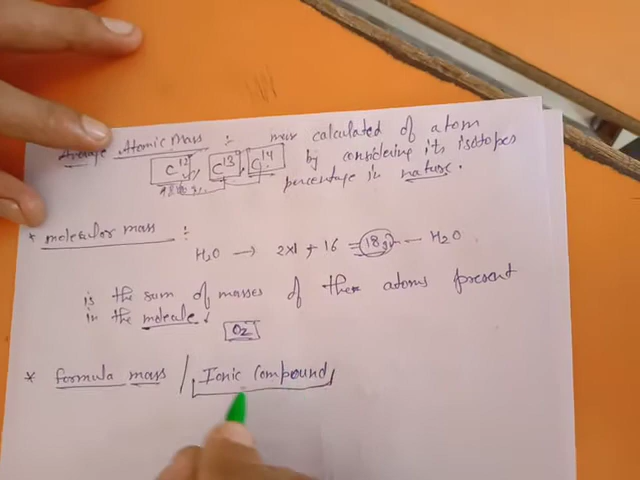 Average Atomic Mass :- mass calculated of atom
C12, C13, C14 by considering its isotopes
percentage in nature.
* molecular mass :-
H2O → 2x1 + 16 = 18g — H2O
is the sum of masses of the atoms present
in the molecule
O2
* formula mass / Ionic Compound